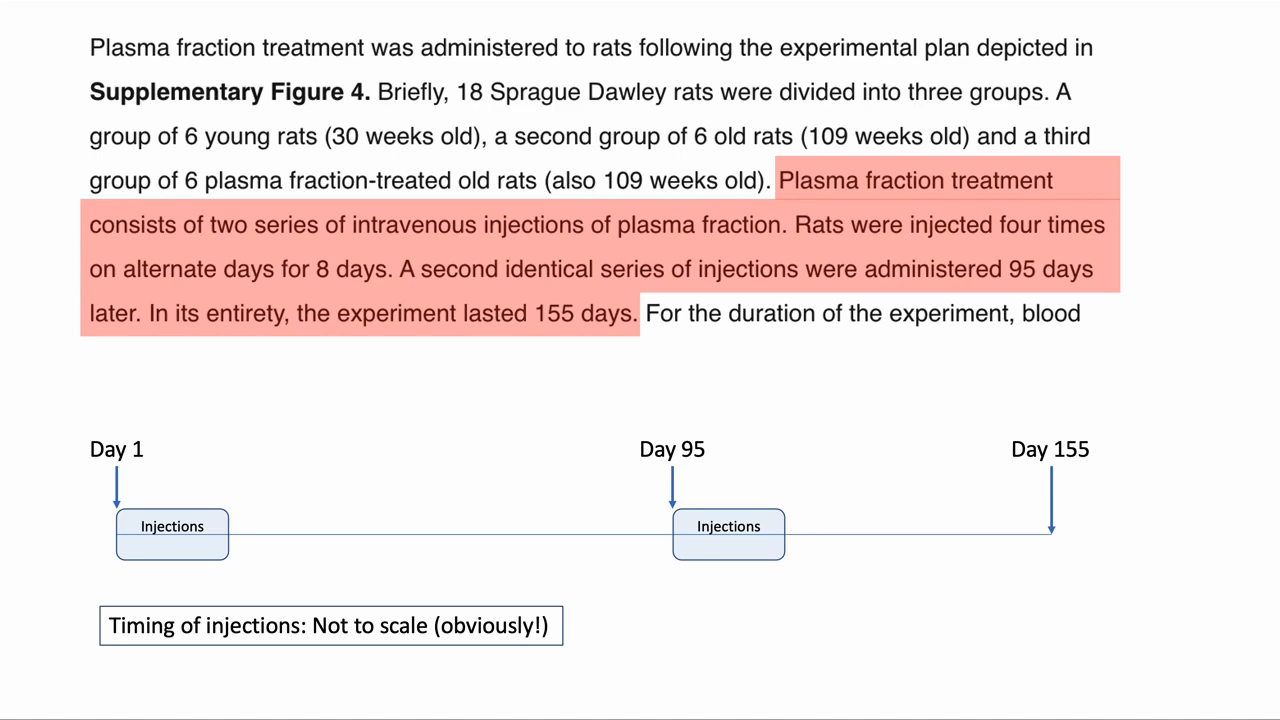 Plasma fraction treatment was administered to rats following the experimental plan depicted in
Supplementary Figure 4. Briefly, 18 Sprague Dawley rats were divided into three groups. A
group of 6 young rats (30 weeks old), a second group of 6 old rats (109 weeks old) and a third
group of 6 plasma fraction-treated old rats (also 109 weeks old). Plasma fraction treatment
consists of two series of intravenous injections of plasma fraction. Rats were injected four times
on alternate days for 8 days. A second identical series of injections were administered 95 days
later. In its entirety, the experiment lasted 155 days. For the duration of the experiment, blood
Day 1
Day 95
Day 155
Injections
Injections
Timing of injections: Not to scale (obviously!)